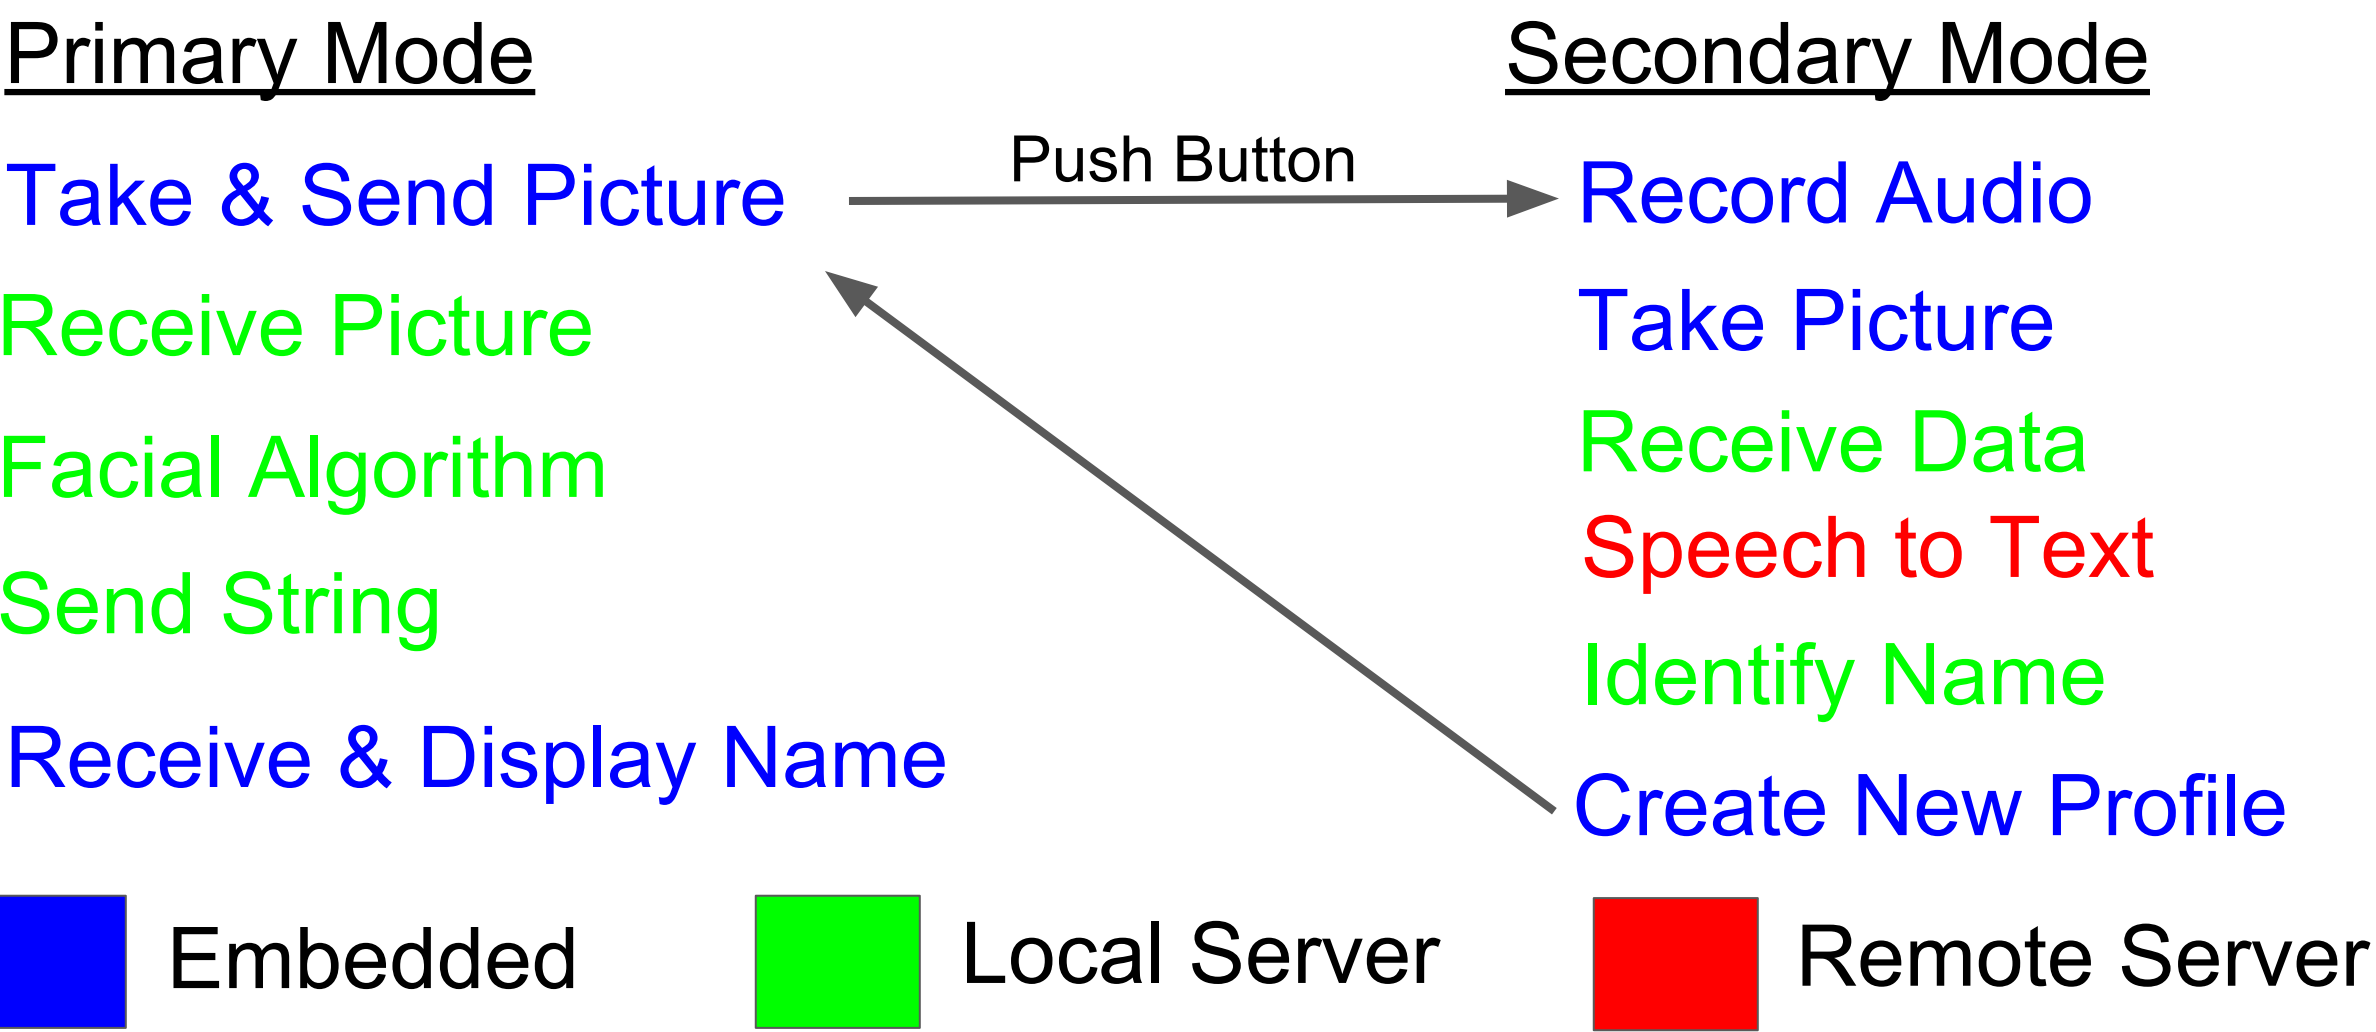 Primary Mode
Secondary Mode
Push Button
Take & Send Picture
Receive Picture
Facial Algorithm
Send String
Receive & Display Name
Record Audio
Take Picture
Receive Data
Speech to Text
Identify Name
Create New Profile
Embedded
Local Server
Remote Server